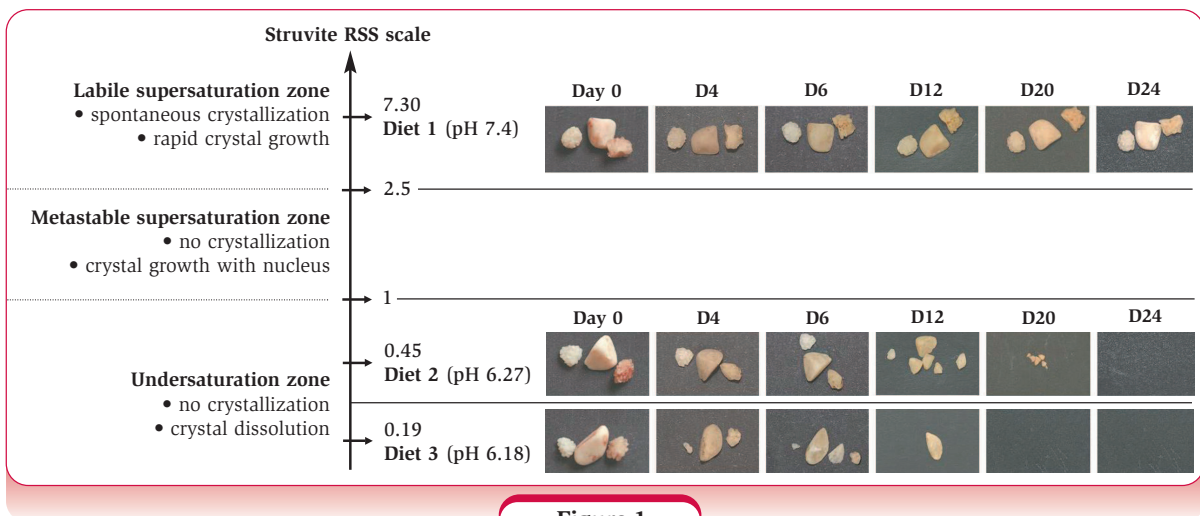 Struvite RSS scale
Labile supersaturation zone
• spontaneous crystallization
• rapid crystal growth
7.30
Diet 1 (pH 7.4)
Day 0 D4 D6 D12 D20 D24
2.5
Metastable supersaturation zone
• no crystallization
• crystal growth with nucleus
1
Day 0 D4 D6 D12 D20 D24
0.45
Diet 2 (pH 6.27)
Undersaturation zone
• no crystallization
• crystal dissolution
0.19
Diet 3 (pH 6.18)
Figure 1